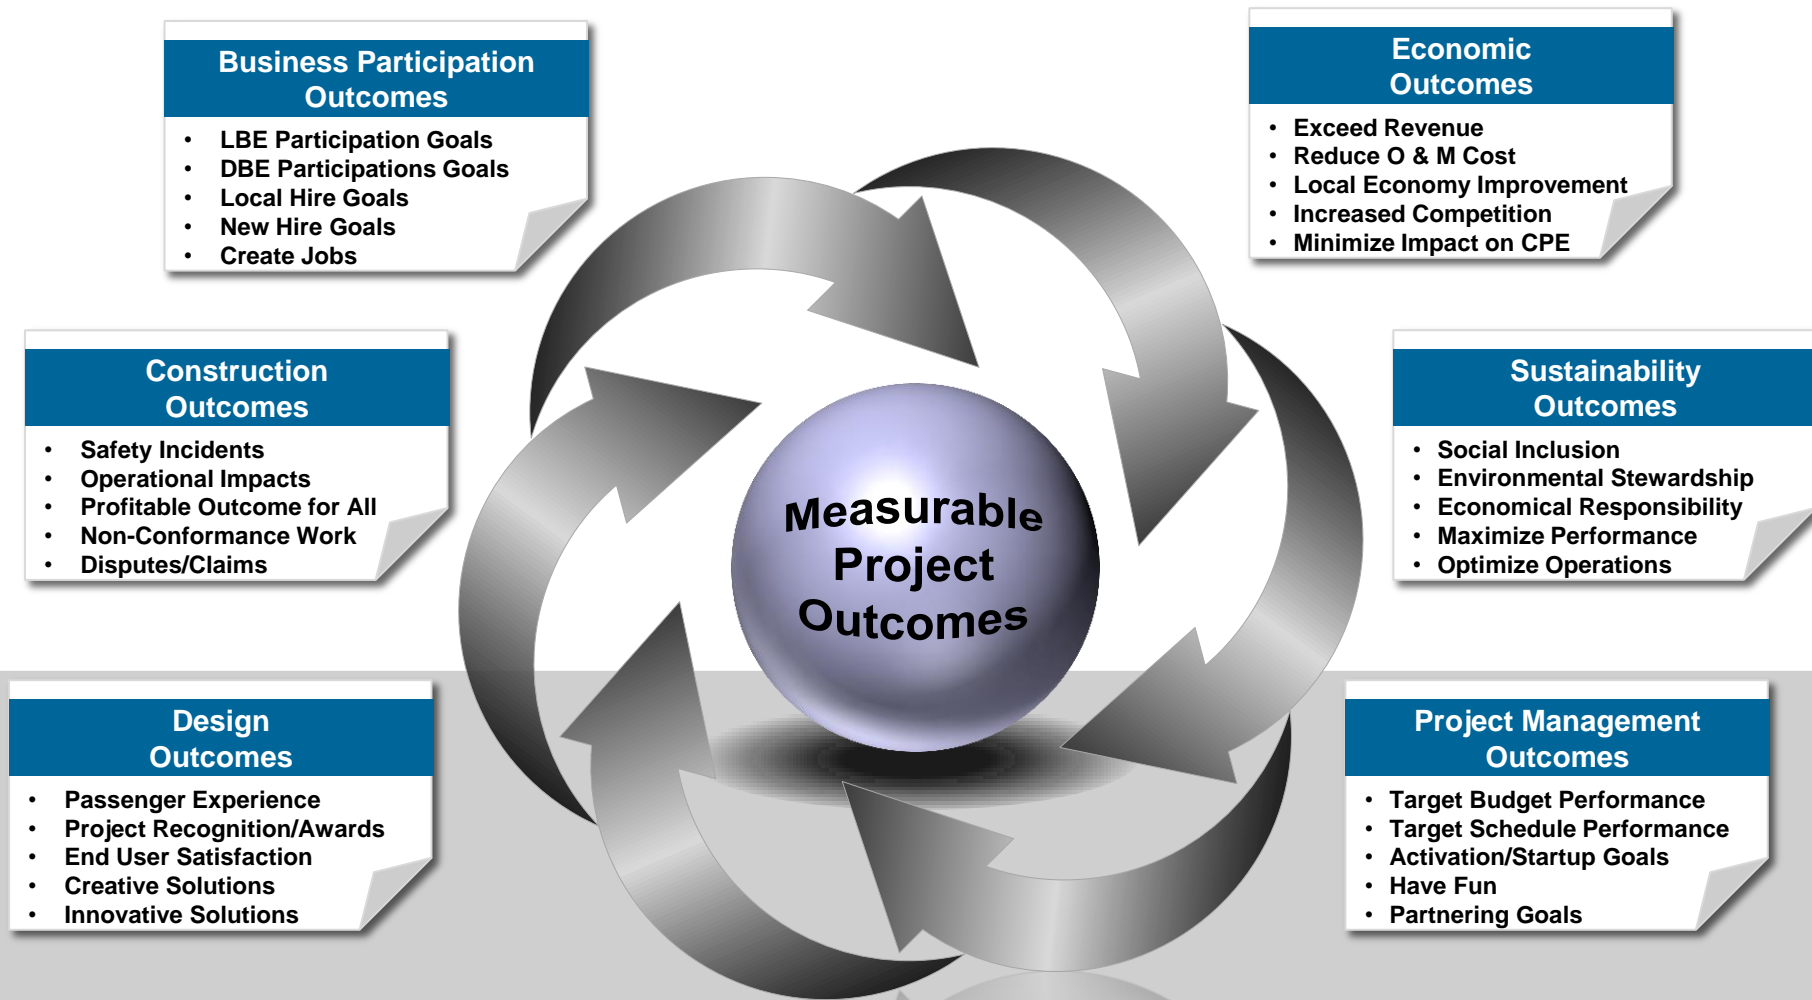 Business Participation
Outcomes
• LBE Participation Goals
• DBE Participations Goals
• Local Hire Goals
• New Hire Goals
• Create Jobs
Economic
Outcomes
• Exceed Revenue
• Reduce O & M Cost
• Local Economy Improvement
• Increased Competition
• Minimize Impact on CPE
Construction
Outcomes
• Safety Incidents
• Operational Impacts
• Profitable Outcome for All
• Non-Conformance Work
• Disputes/Claims
Measurable
Project
Outcomes
Sustainability
Outcomes
• Social Inclusion
• Environmental Stewardship
• Economical Responsibility
• Maximize Performance
• Optimize Operations
Design
Outcomes
• Passenger Experience
• Project Recognition/Awards
• End User Satisfaction
• Creative Solutions
• Innovative Solutions
Project Management
Outcomes
• Target Budget Performance
• Target Schedule Performance
• Activation/Startup Goals
• Have Fun
• Partnering Goals